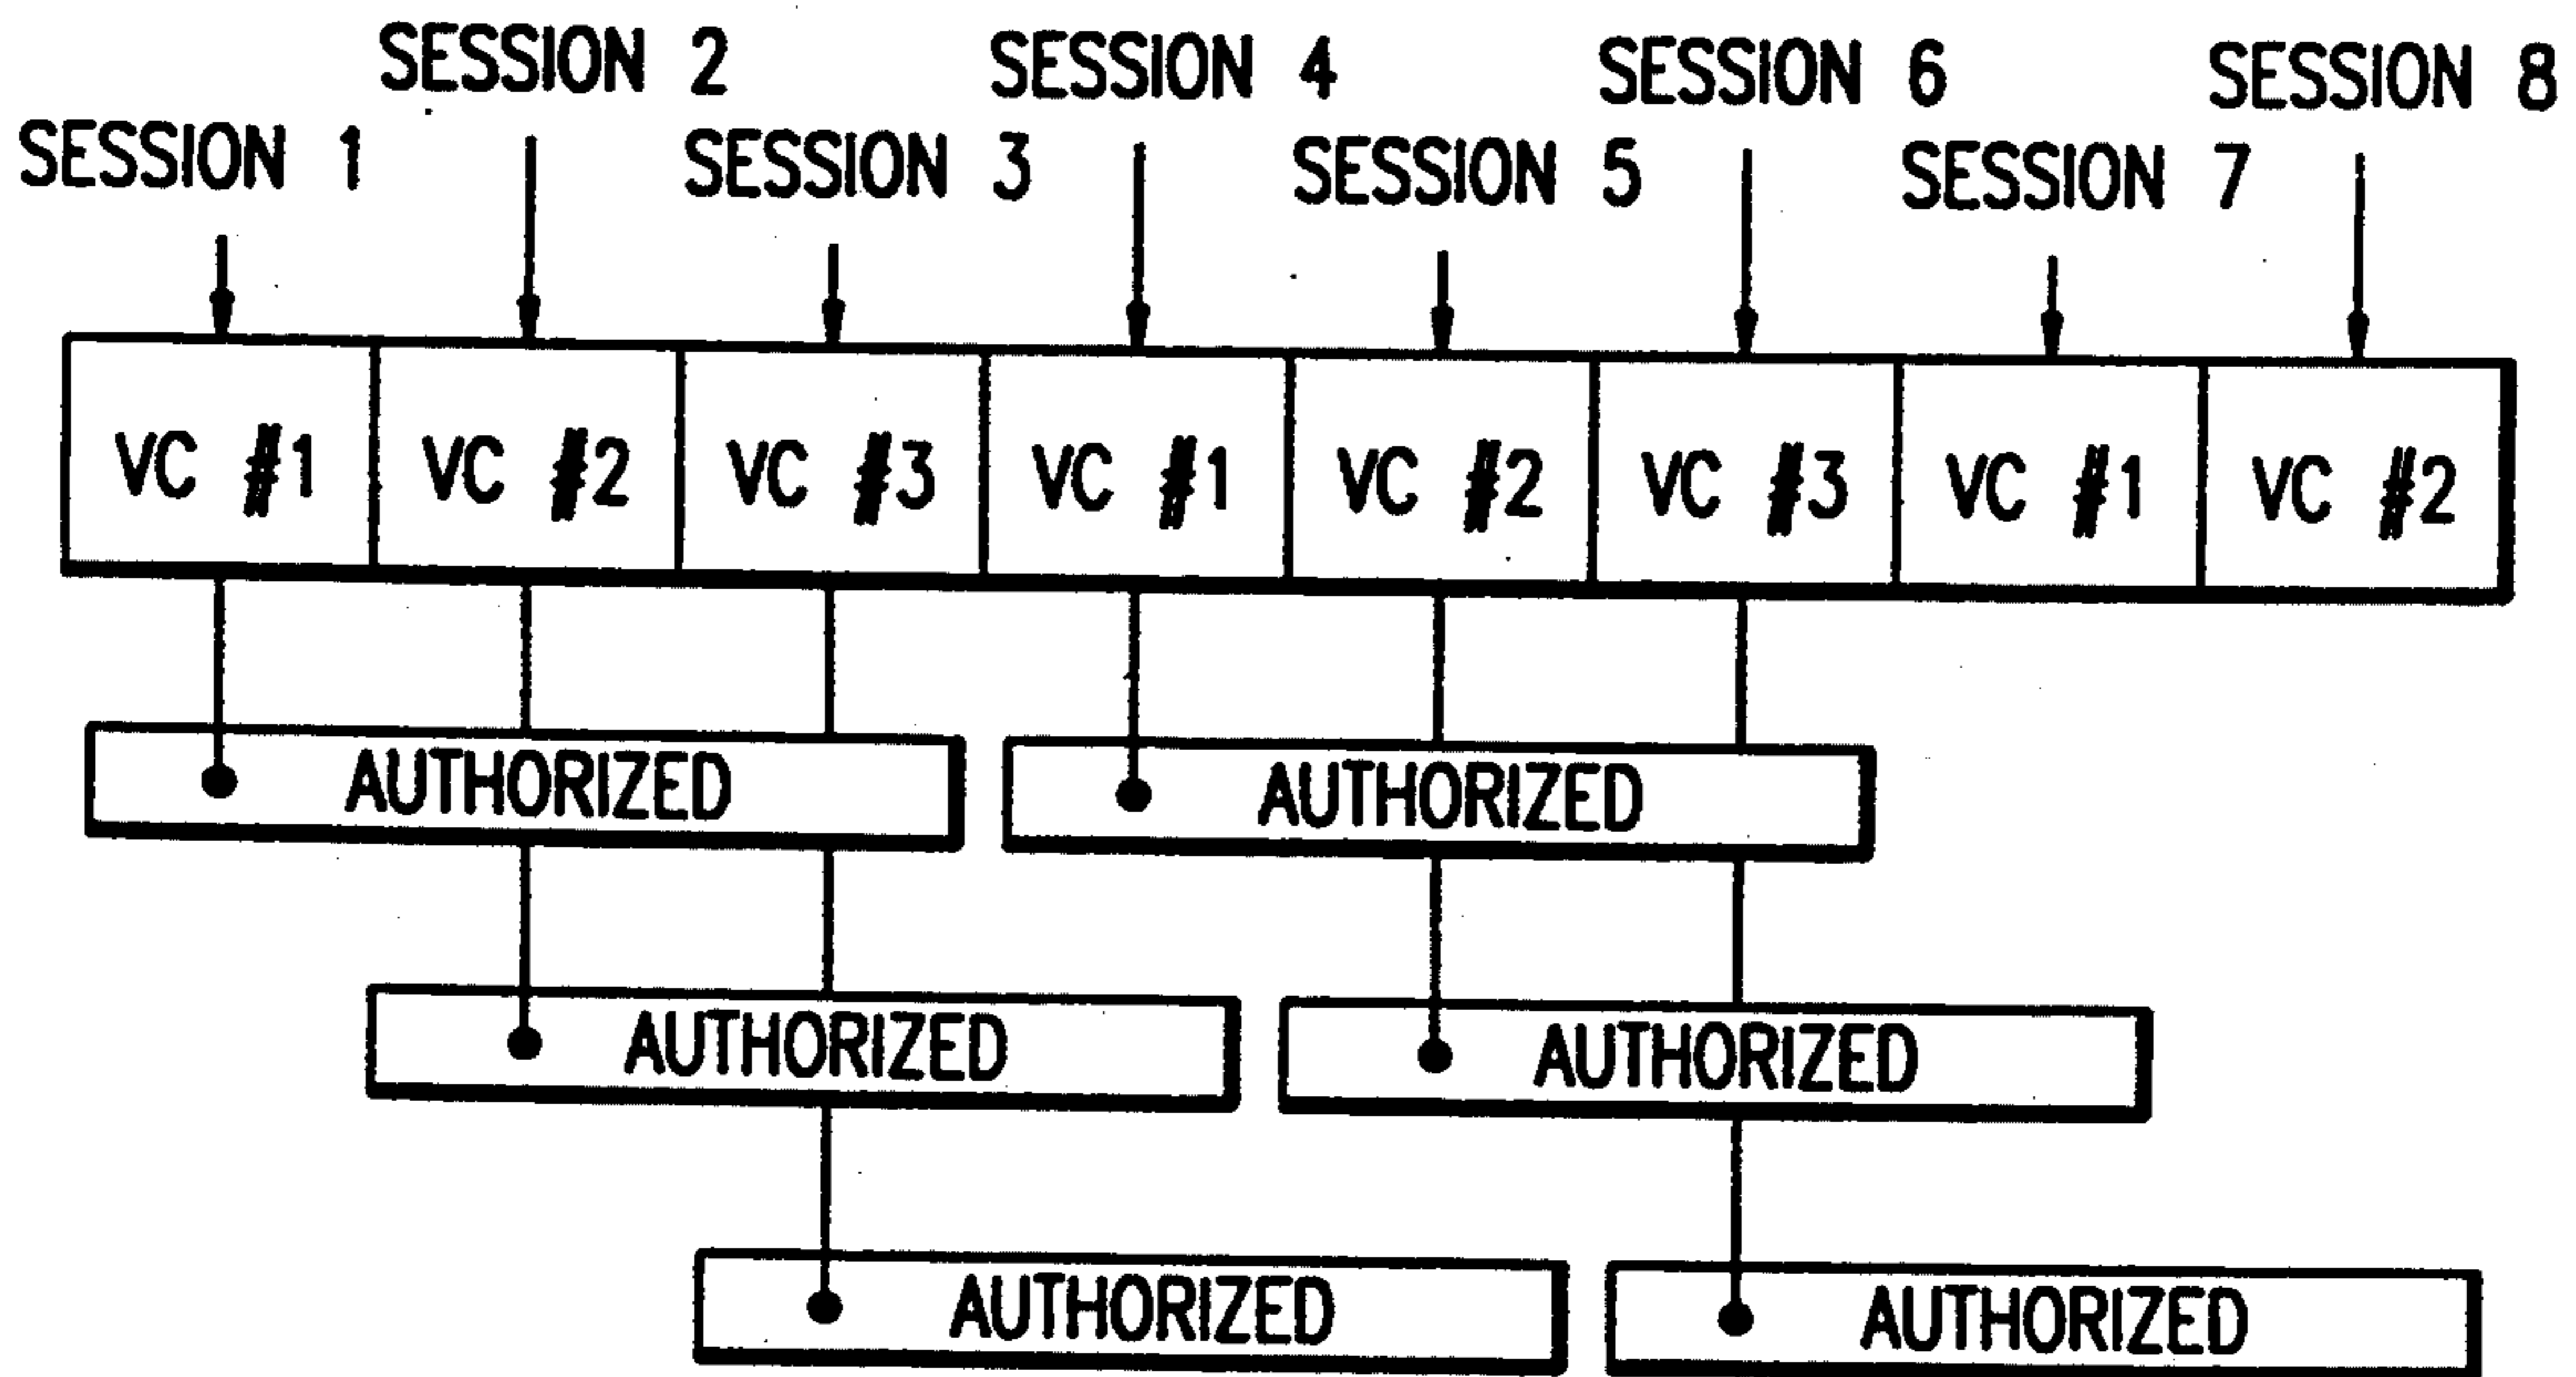 SESSION 2 SESSION 4 SESSION 6 SESSION 8
SESSION 1 SESSION 3 SESSION 5 SESSION 7
VC #1 VC #2 VC #3 VC #1 VC #2 VC #3 VC #1 VC #2
AUTHORIZED AUTHORIZED
AUTHORIZED AUTHORIZED
AUTHORIZED AUTHORIZED